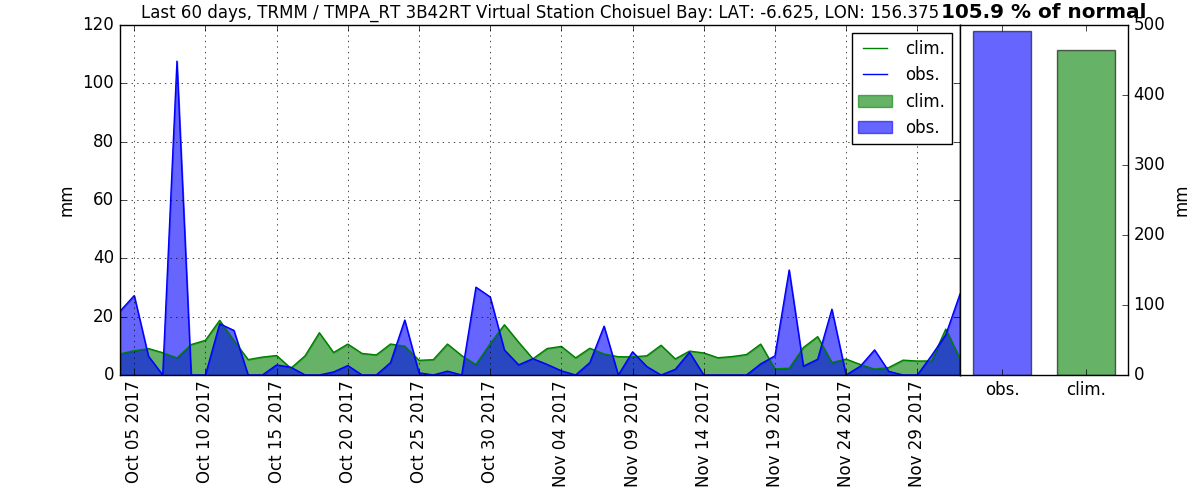 Last 60 days, TRMM / TMPA_RT 3B42RT Virtual Station Choisuel Bay: LAT: -6.625, LON: 156.375
105.9 % of normal
120
100
80
60
40
20
0
mm
clim.
obs.
clim.
obs.
Oct 05 2017
Oct 10 2017
Oct 15 2017
Oct 20 2017
Oct 25 2017
Oct 30 2017
Nov 04 2017
Nov 09 2017
Nov 14 2017
Nov 19 2017
Nov 24 2017
Nov 29 2017
500
400
300
200
100
0
mm
obs.
clim.